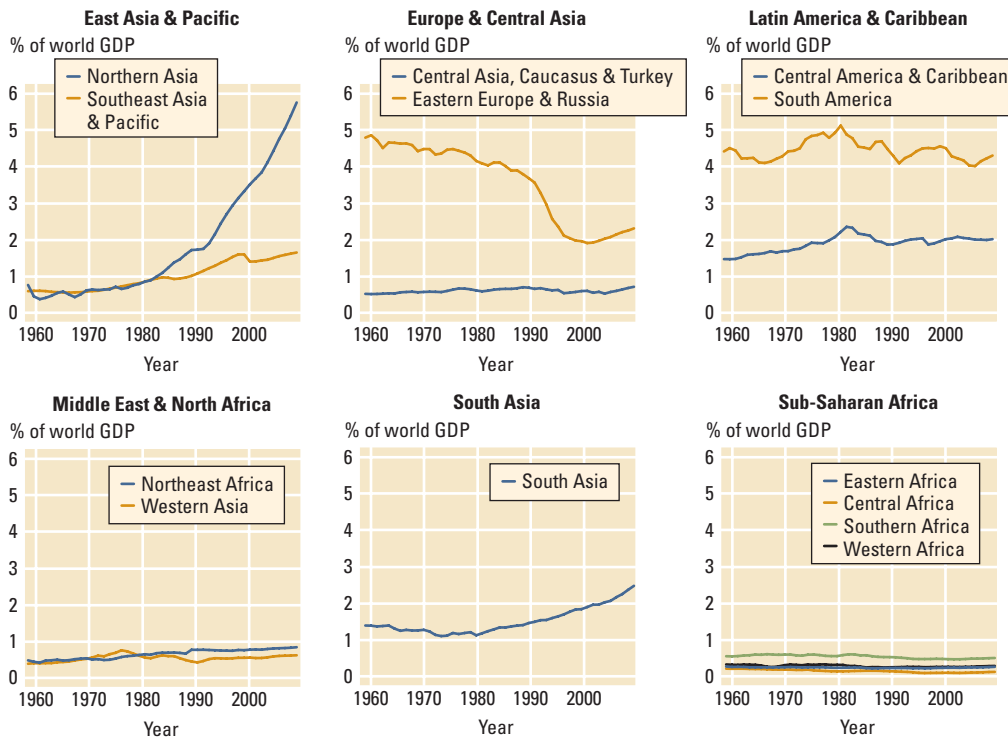 East Asia & Pacific
% of world GDP
Northern Asia
Southeast Asia
& Pacific
6
5
4
3
2
1
0
1960 1970 1980 1990 2000
Year
Europe & Central Asia
% of world GDP
Central Asia, Caucasus & Turkey
Eastern Europe & Russia
6
5
4
3
2
1
0
1960 1970 1980 1990 2000
Year
Latin America & Caribbean
% of world GDP
Central America & Caribbean
South America
6
5
4
3
2
1
0
1960 1970 1980 1990 2000
Year
Middle East & North Africa
% of world GDP
Northeast Africa
Western Asia
6
5
4
3
2
1
0
1960 1970 1980 1990 2000
Year
South Asia
% of world GDP
South Asia
6
5
4
3
2
1
0
1960 1970 1980 1990 2000
Year
Sub-Saharan Africa
% of world GDP
Eastern Africa
Central Africa
Southern Africa
Western Africa
6
5
4
3
2
1
0
1960 1970 1980 1990 2000
Year